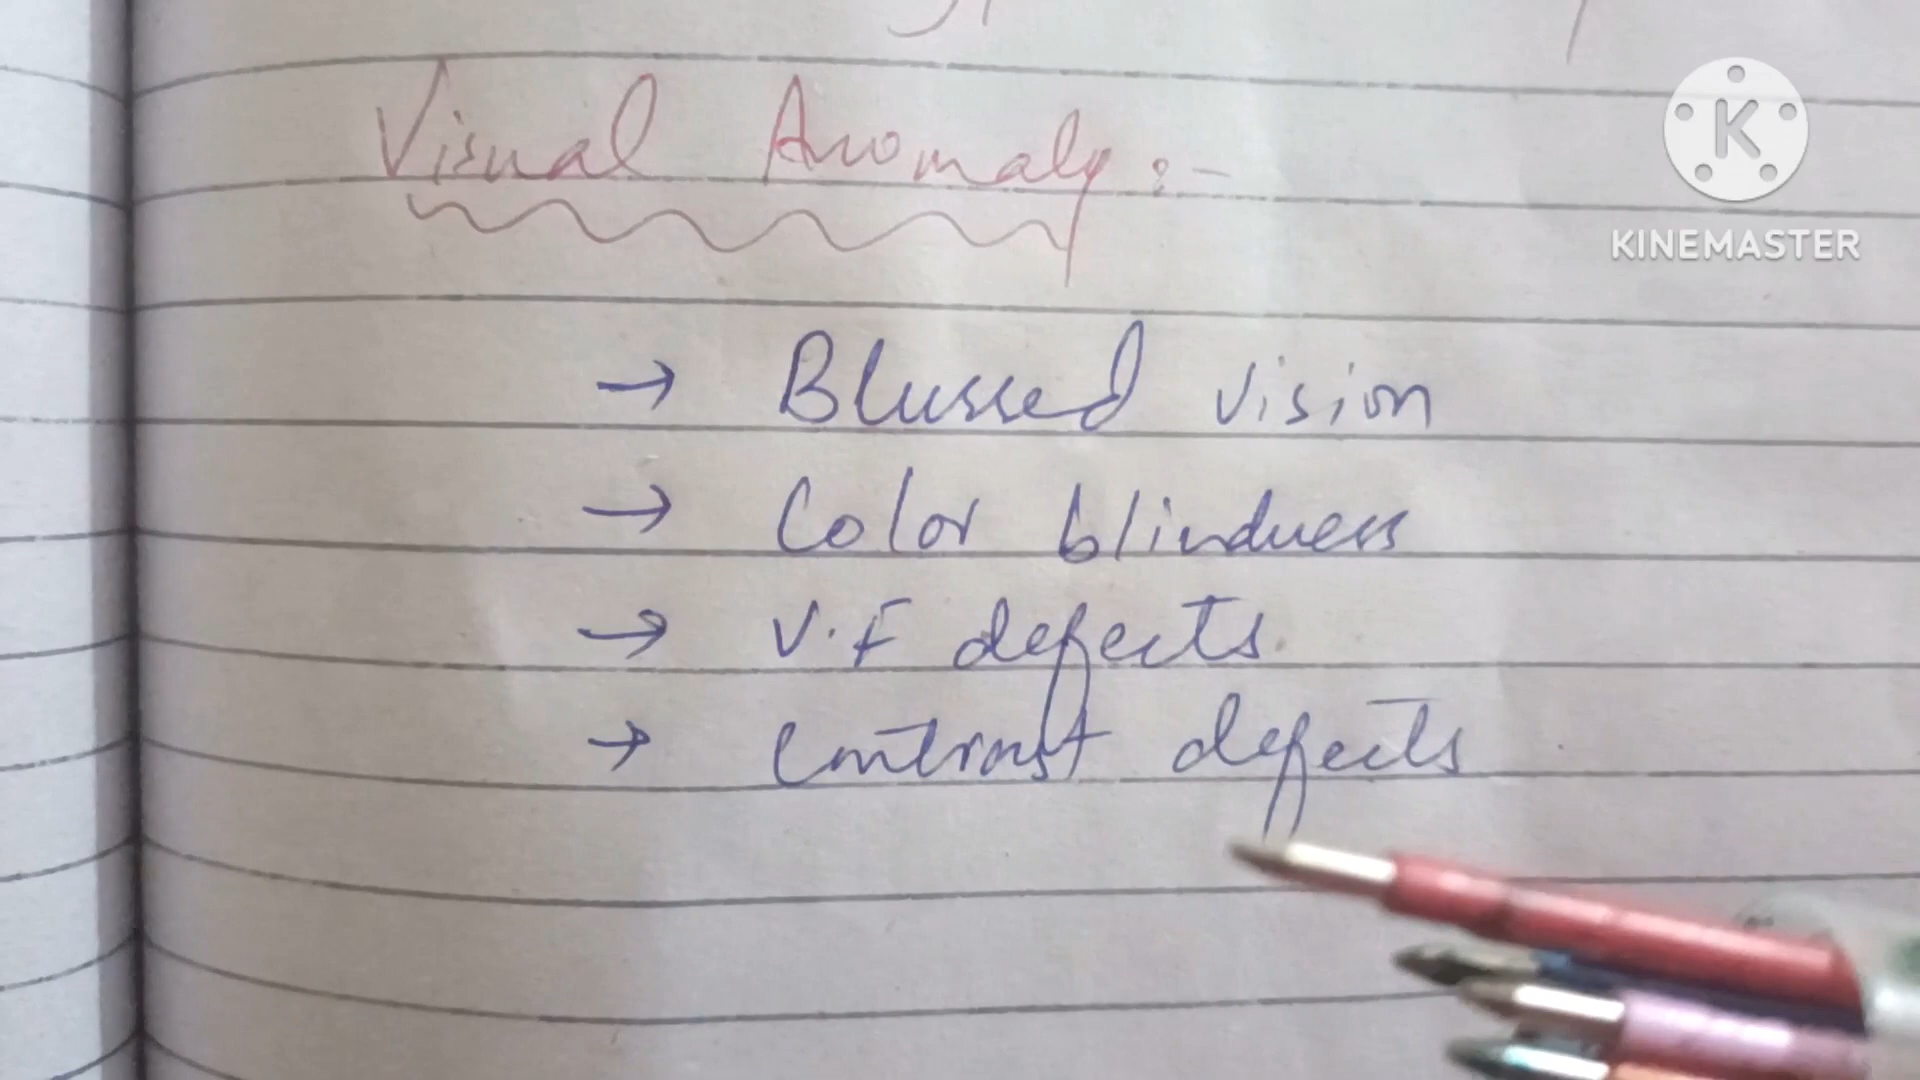 Visual Anomaly :-
K
KINEMASTER
→ Blurred vision
→ Color blindness
→ V.F defects.
→ Contrast defects